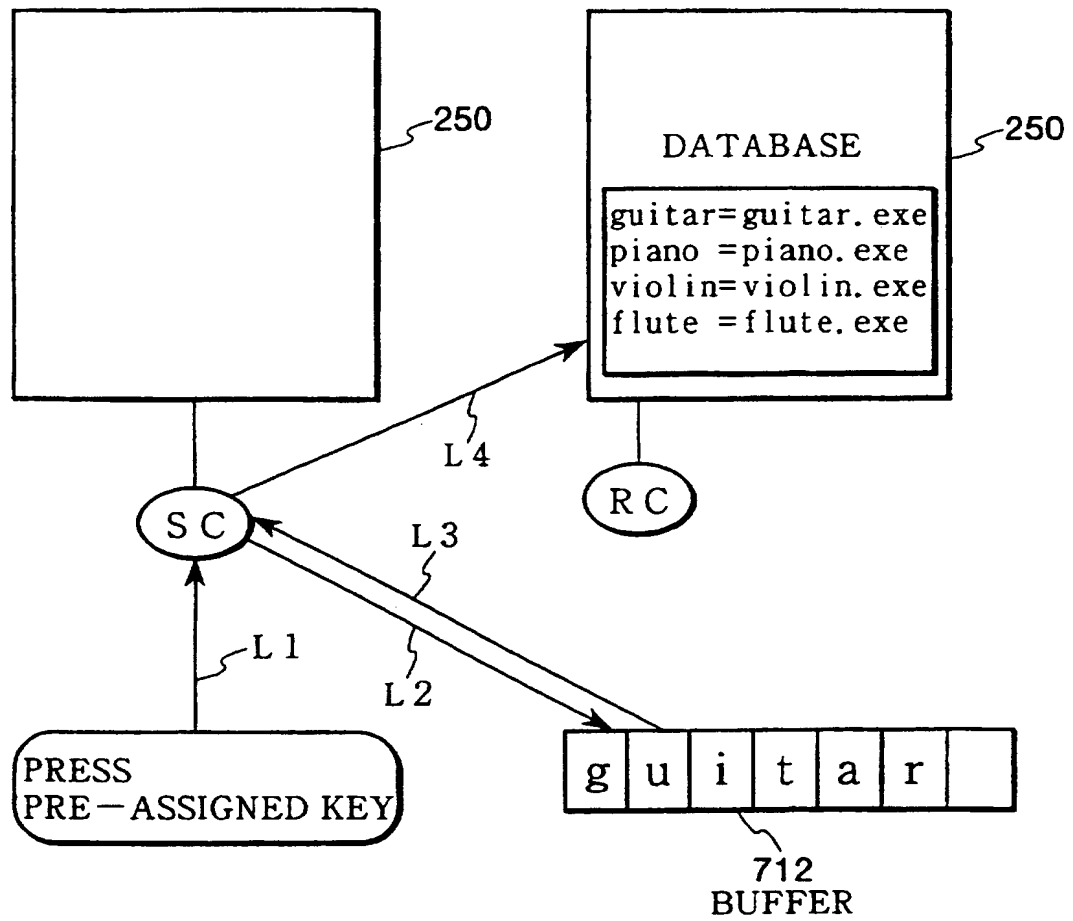 250
250
DATABASE
guitar=guitar.exe
piano =piano.exe
violin=violin.exe
flute =flute.exe
L4
SC
RC
L3
L1
L2
PRESS
PRE-ASSIGNED KEY
guitar
712
BUFFER